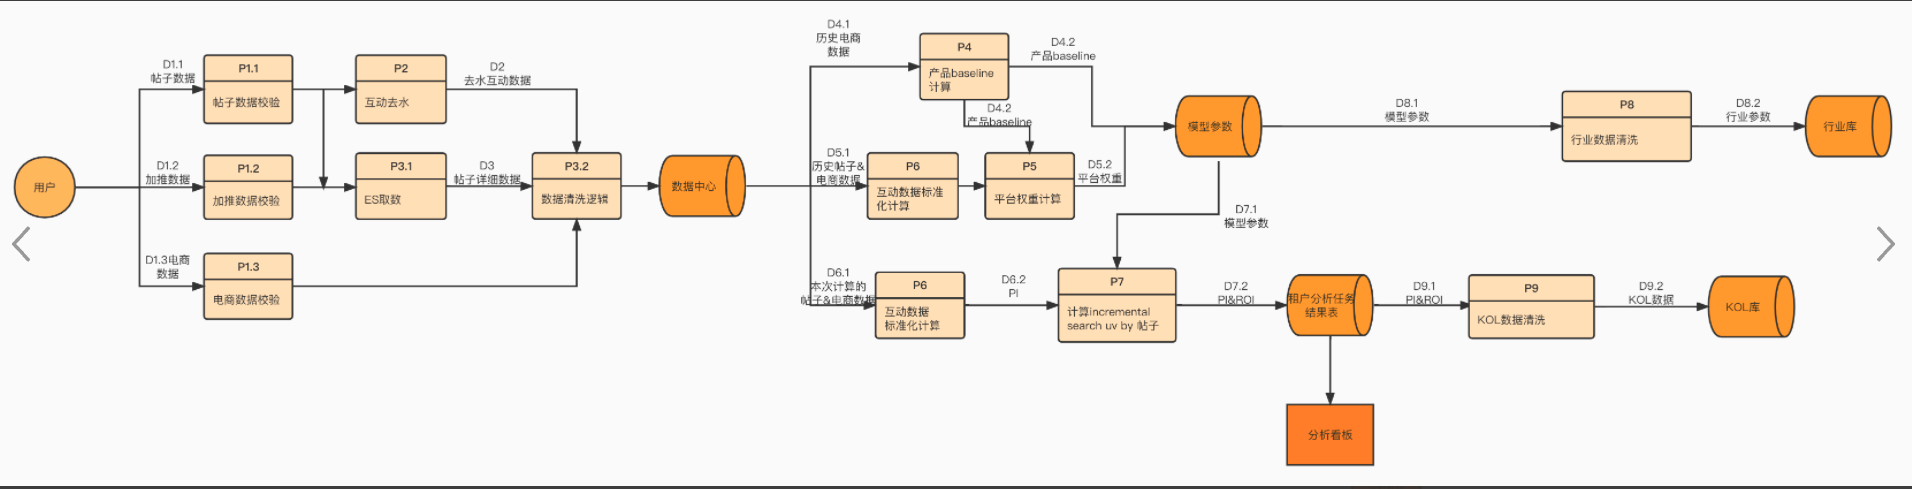 用户
D1.1
帖子数据
P1.1
帖子数据校验
P2
互动去水
D2
去水互动数据
D1.2
加推数据
P1.2
加推数据校验
P3.1
ES取数
D3
帖子详细数据
P3.2
数据清洗逻辑
D1.3电商
数据
P1.3
电商数据校验
数据中心
D4.1
历史电商
数据
P4
产品baseline
计算
D4.2
产品baseline
D4.2
产品baseline
D5.1
历史帖子&
电商数据
P6
互动数据标准
化计算
P5
平台权重计算
D5.2
平台权重
模型参数
D8.1
模型参数
P8
行业数据清洗
D8.2
行业参数
行业库
D7.1
模型参数
D6.1
本次计算的
帖子&电商数据
P6
互动数据
标准化计算
D6.2
PI
P7
计算incremental
search uv by 帖子
D7.2
PI&ROI
租户分析任务
结果表
D9.1
PI&ROI
P9
KOL数据清洗
D9.2
KOL数据
KOL库
分析看板